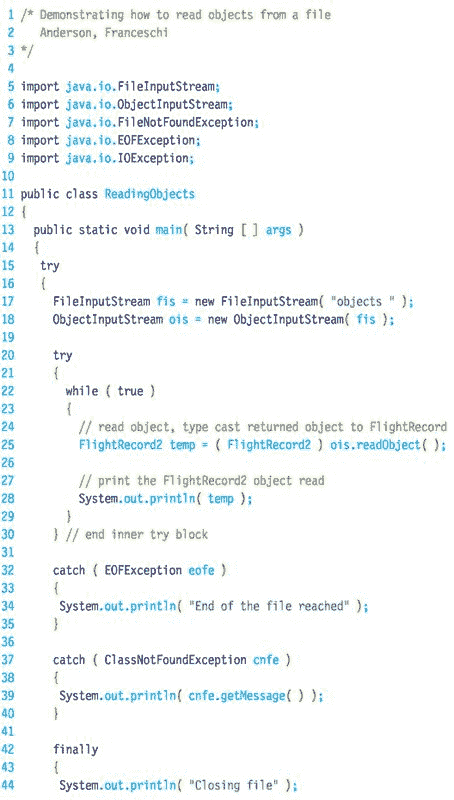 1 /* Demonstrating how to read objects from a file
2 Anderson, Franceschi
3 */
4
5 import java.io.FileInputStream;
6 import java.io.ObjectInputStream;
7 import java.io.FileNotFoundException;
8 import java.io.EOFException;
9 import java.io.IOException;
10
11 public class ReadingObjects
12 {
13 public static void main( String [ ] args )
14 {
15 try
16 {
17 FileInputStream fis = new FileInputStream( "objects " );
18 ObjectInputStream ois = new ObjectInputStream( fis );
19
20 try
21 {
22 while ( true )
23 {
24 // read object, type cast returned object to FlightRecord
25 FlightRecord2 temp = ( FlightRecord2 ) ois.readObject( );
26
27 // print the FlightRecord2 object read
28 System.out.println( temp );
29 }
30 } // end inner try block
31
32 catch ( EOFException eofe )
33 {
34 System.out.println( "End of the file reached" );
35 }
36
37 catch ( ClassNotFoundException cnfe )
38 {
39 System.out.println( cnfe.getMessage( ) );
40 }
41
42 finally
43 {
44 System.out.println( "Closing file" );